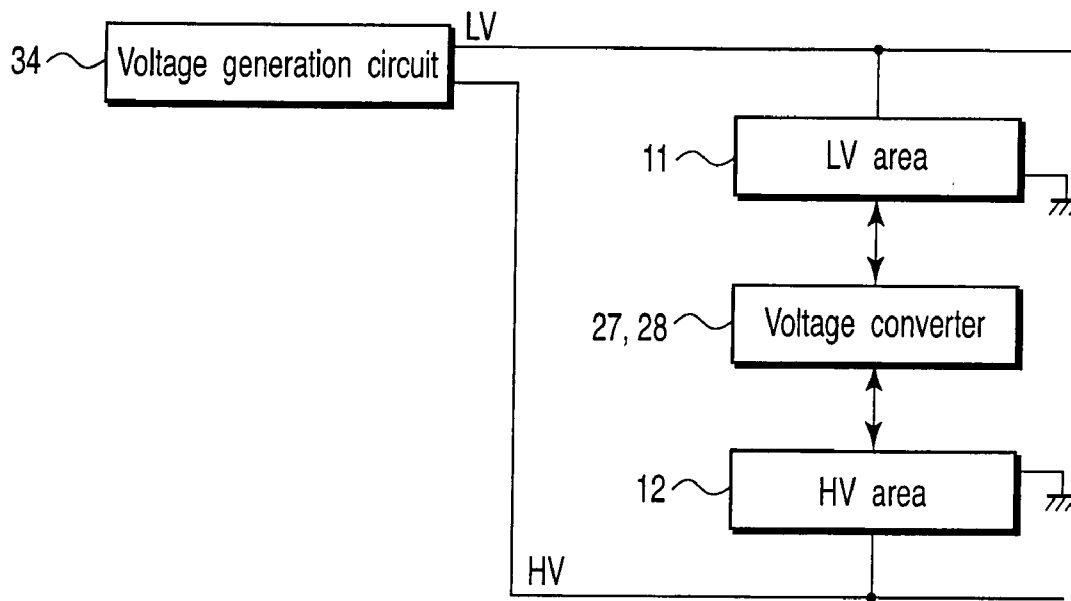 LV
34
Voltage generation circuit
11
LV area
27, 28
Voltage converter
12
HV area
HV